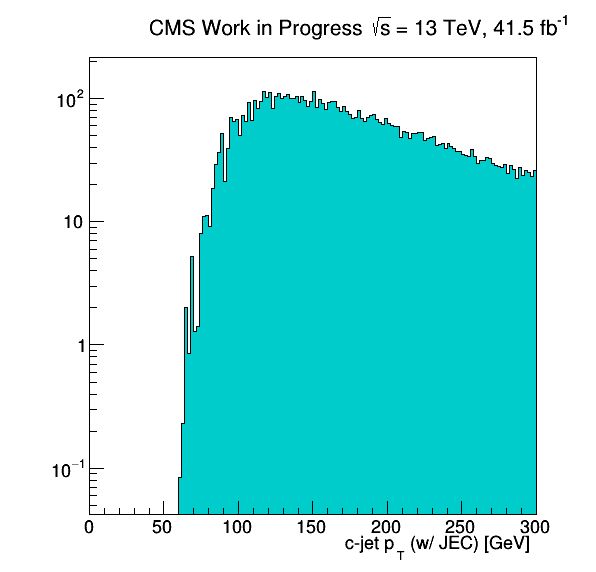 CMS Work in Progress √s = 13 TeV, 41.5 fb⁻¹
10²
10
1
10⁻¹
0 50 100 150 200 250 300
c-jet p_T (w/ JEC) [GeV]